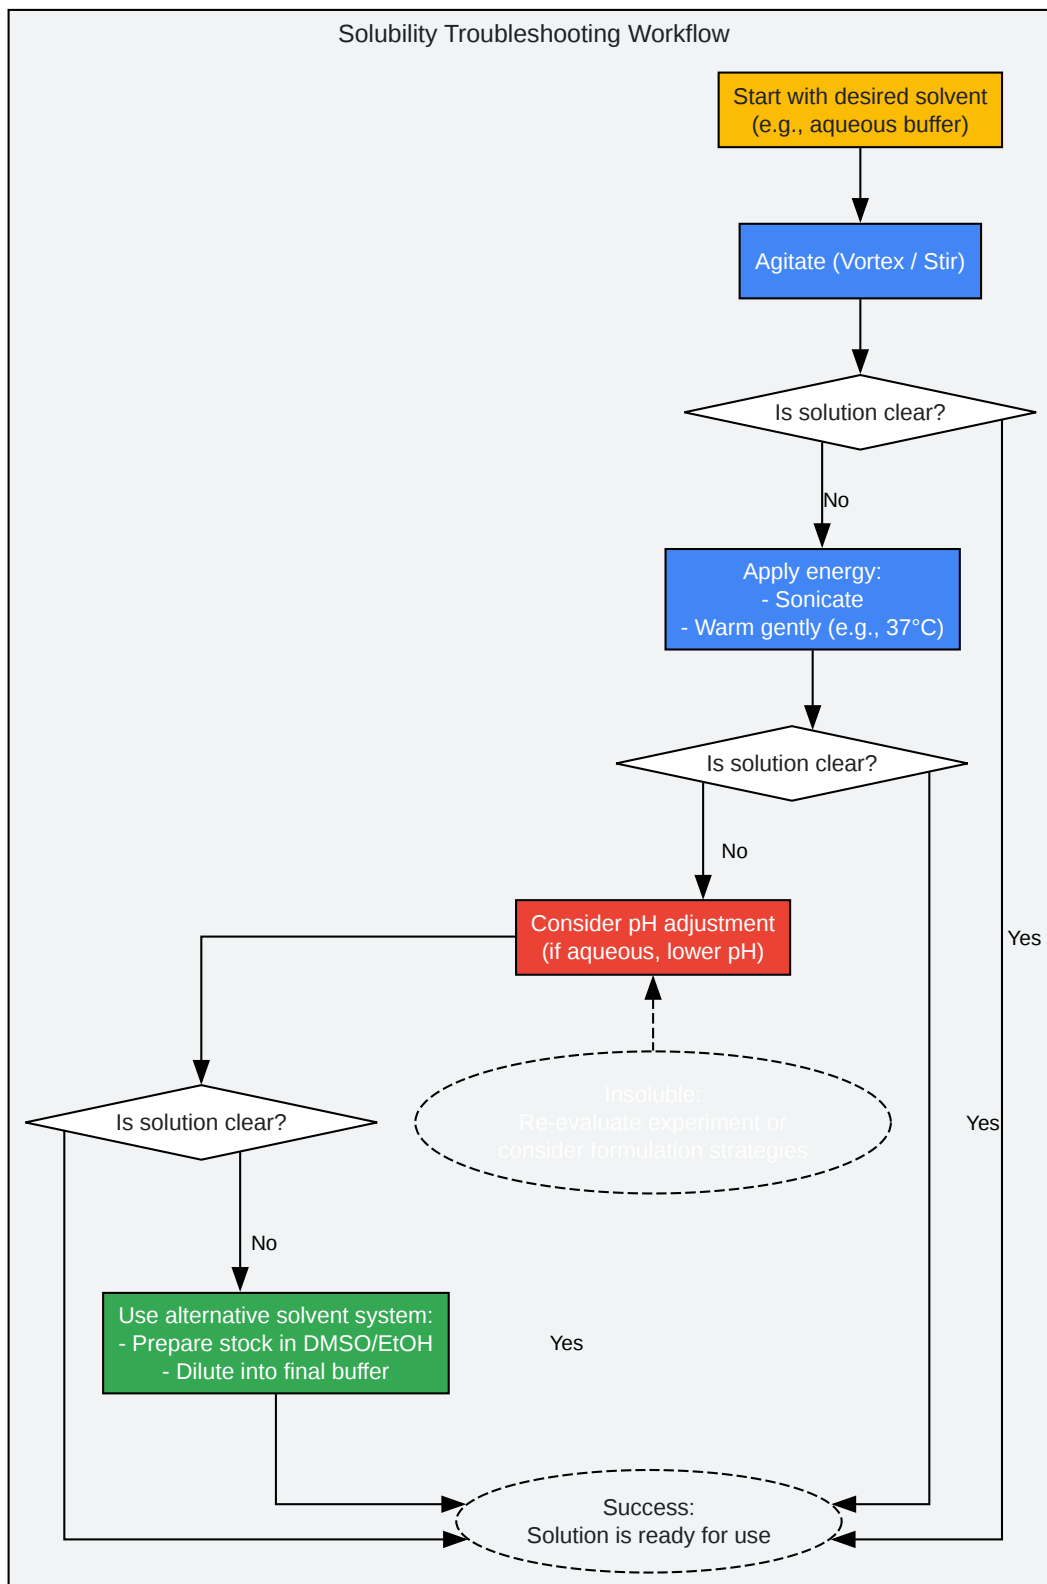 Solubility Troubleshooting Workflow
Start with desired solvent
(e.g., aqueous buffer)
Agitate (Vortex / Stir)
Is solution clear?
No
Apply energy:
- Sonicate
- Warm gently (e.g., 37°C)
Is solution clear?
No
Consider pH adjustment
(if aqueous, lower pH)
Yes
Insoluble:
Re-evaluate experiment or
consider formulation strategies
Is solution clear?
Yes
No
Use alternative solvent system:
- Prepare stock in DMSO/EtOH
- Dilute into final buffer
Yes
Success:
Solution is ready for use